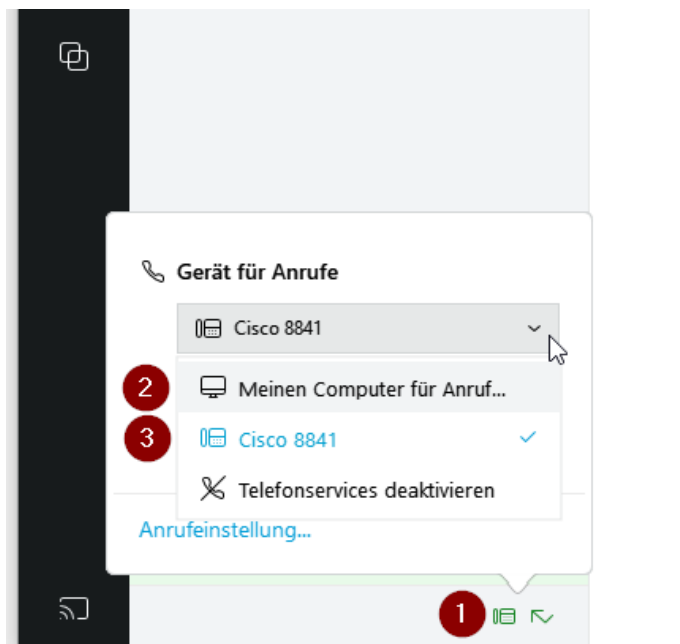 Gerät für Anrufe
Cisco 8841
2 Meinen Computer für Anruf...
3 Cisco 8841
Telefonservices deaktivieren
Anrufeinstellung...
1